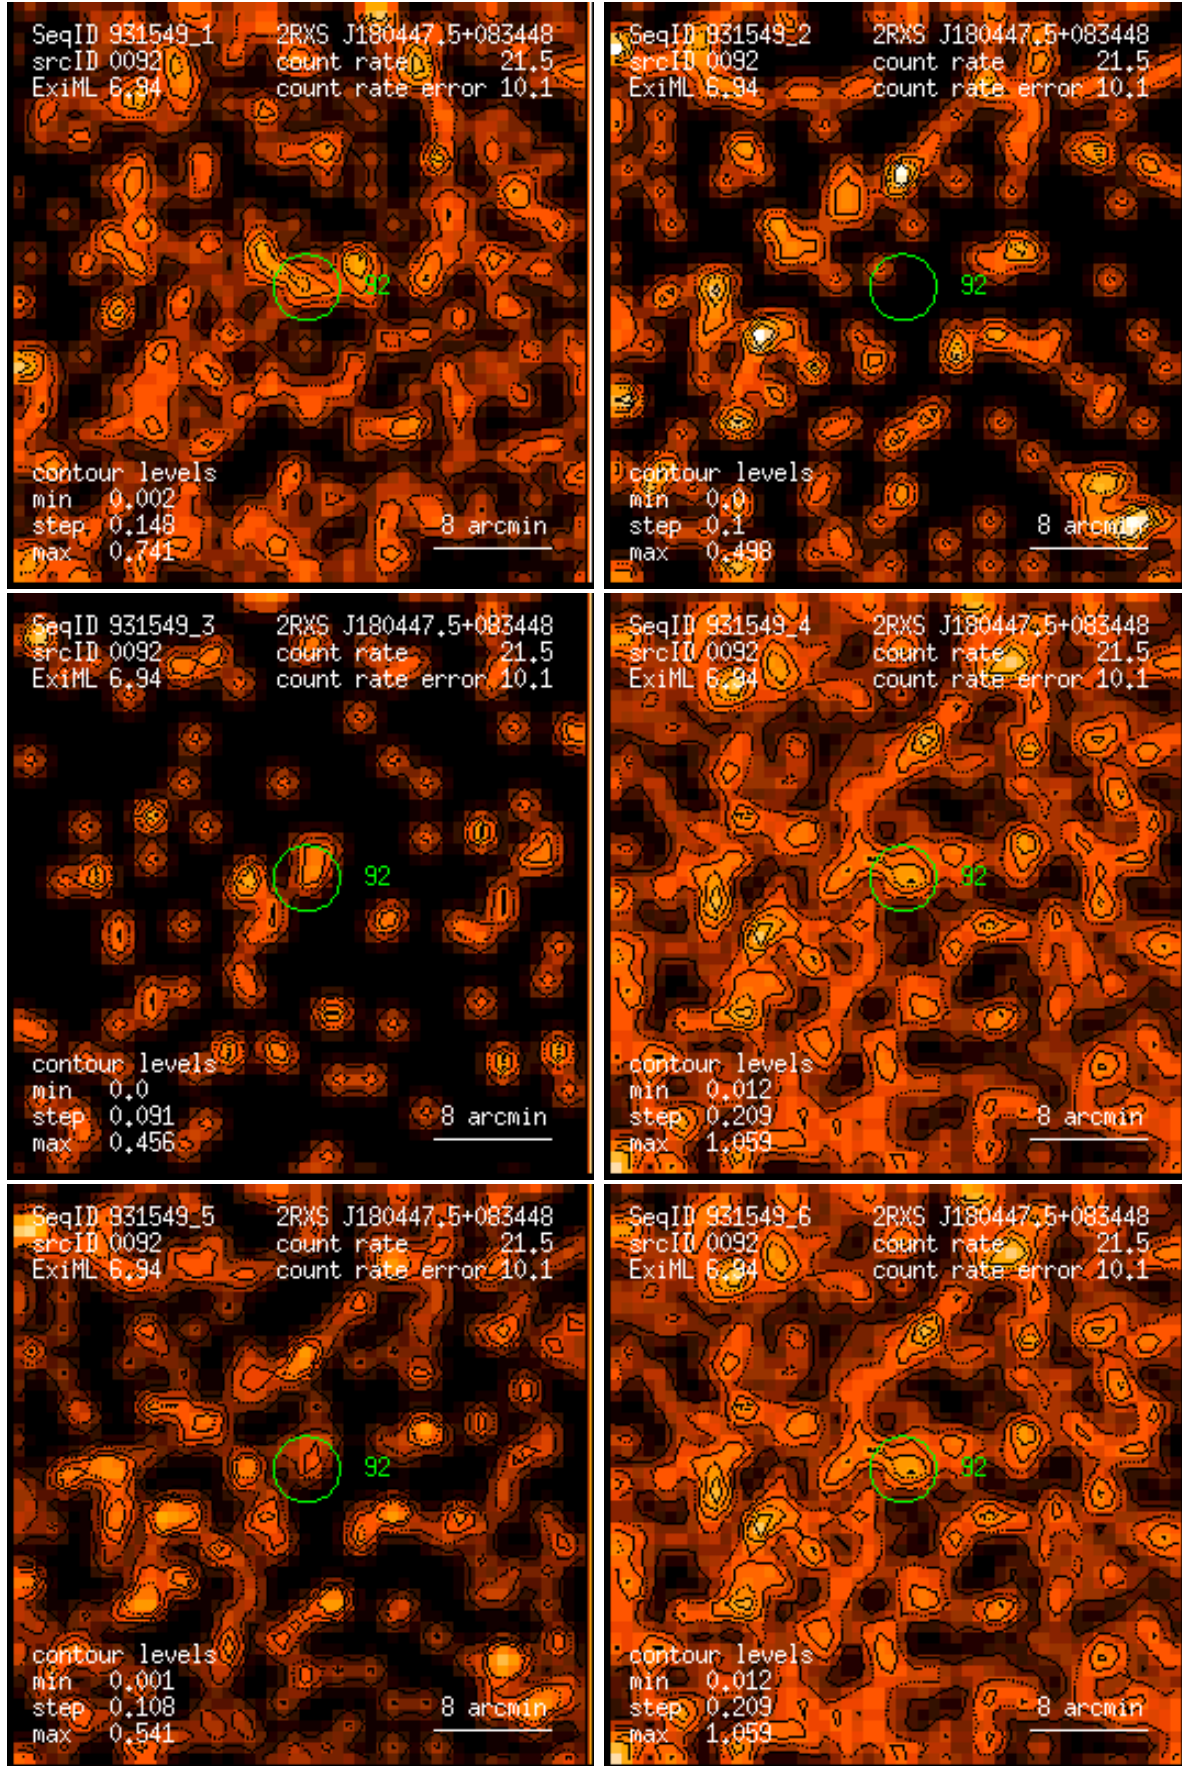 SeqID 931549_1 2RXS J180447.5+083448
srcID 0092 count rate 21.5
ExiML 6.94 count rate error 10.1
92
contour levels
min 0.002
step 0.148 8 arcmin
max 0.741
SeqID 931549_2 2RXS J180447.5+083448
srcID 0092 count rate 21.5
ExiML 6.94 count rate error 10.1
92
contour levels
min 0.0
step 0.1 8 arcmin
max 0.498
SeqID 931549_3 2RXS J180447.5+083448
srcID 0092 count rate 21.5
ExiML 6.94 count rate error 10.1
92
contour levels
min 0.0
step 0.091 8 arcmin
max 0.456
SeqID 931549_4 2RXS J180447.5+083448
srcID 0092 count rate 21.5
ExiML 6.94 count rate error 10.1
92
contour levels
min 0.012
step 0.209 8 arcmin
max 1.059
SeqID 931549_5 2RXS J180447.5+083448
srcID 0092 count rate 21.5
ExiML 6.94 count rate error 10.1
92
contour levels
min 0.001
step 0.108 8 arcmin
max 0.541
SeqID 931549_6 2RXS J180447.5+083448
srcID 0092 count rate 21.5
ExiML 6.94 count rate error 10.1
92
contour levels
min 0.012
step 0.209 8 arcmin
max 1.059